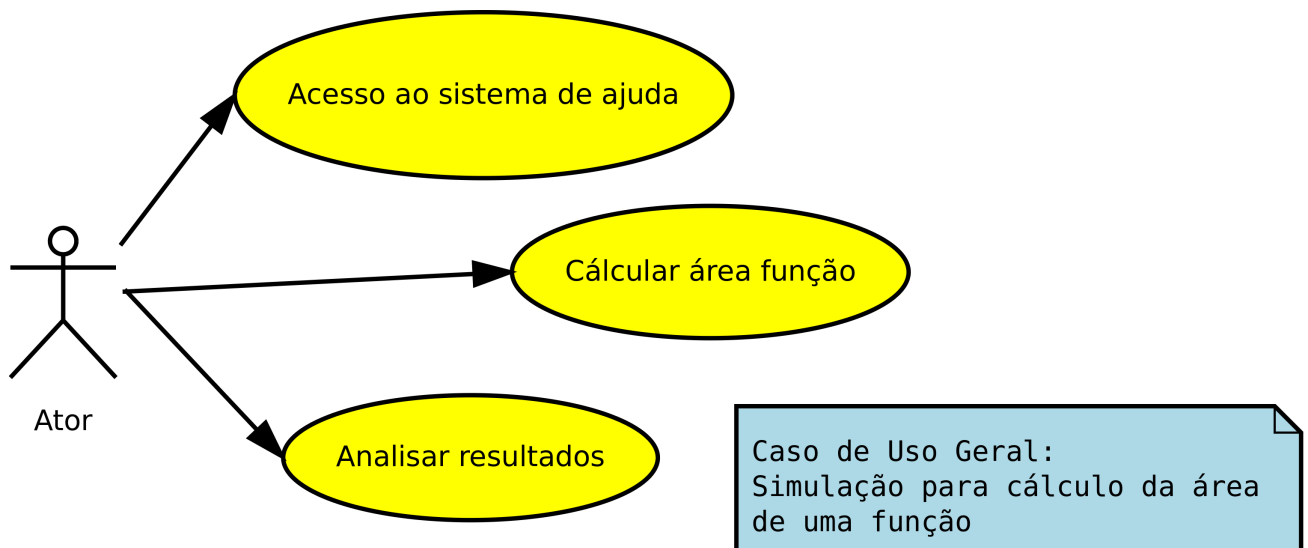 Acesso ao sistema de ajuda
Cálcular área função
Ator
Analisar resultados
Caso de Uso Geral:
Simulação para cálculo da área
de uma função